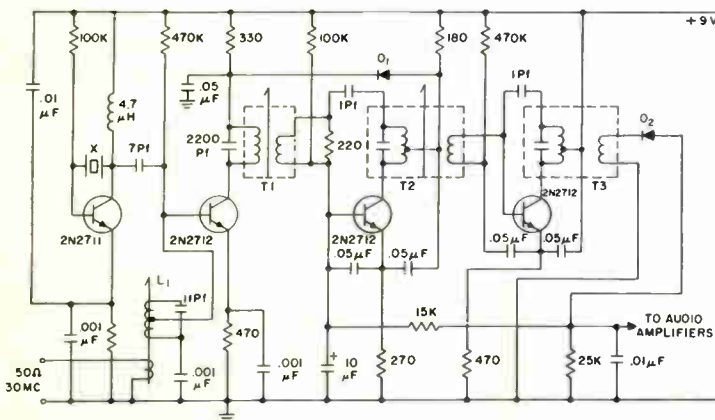 +9V
100K
470K
330
100K
180
470K
.01
µF
4.7
µH
.05
µF
D1
1Pf
1Pf
D2
X
7Pf
2200
Pf
220
T1
T2
T3
2N2711
2N2712
2N2712
2N2712
.05µF
.05µF
.05µF
.05µF
L1
11Pf
.001
µF
.001
µF
470
.001
µF
15K
TO AUDIO
AMPLIFIERS
50Ω
30MC
10
µF
270
470
25K
.01µF
+